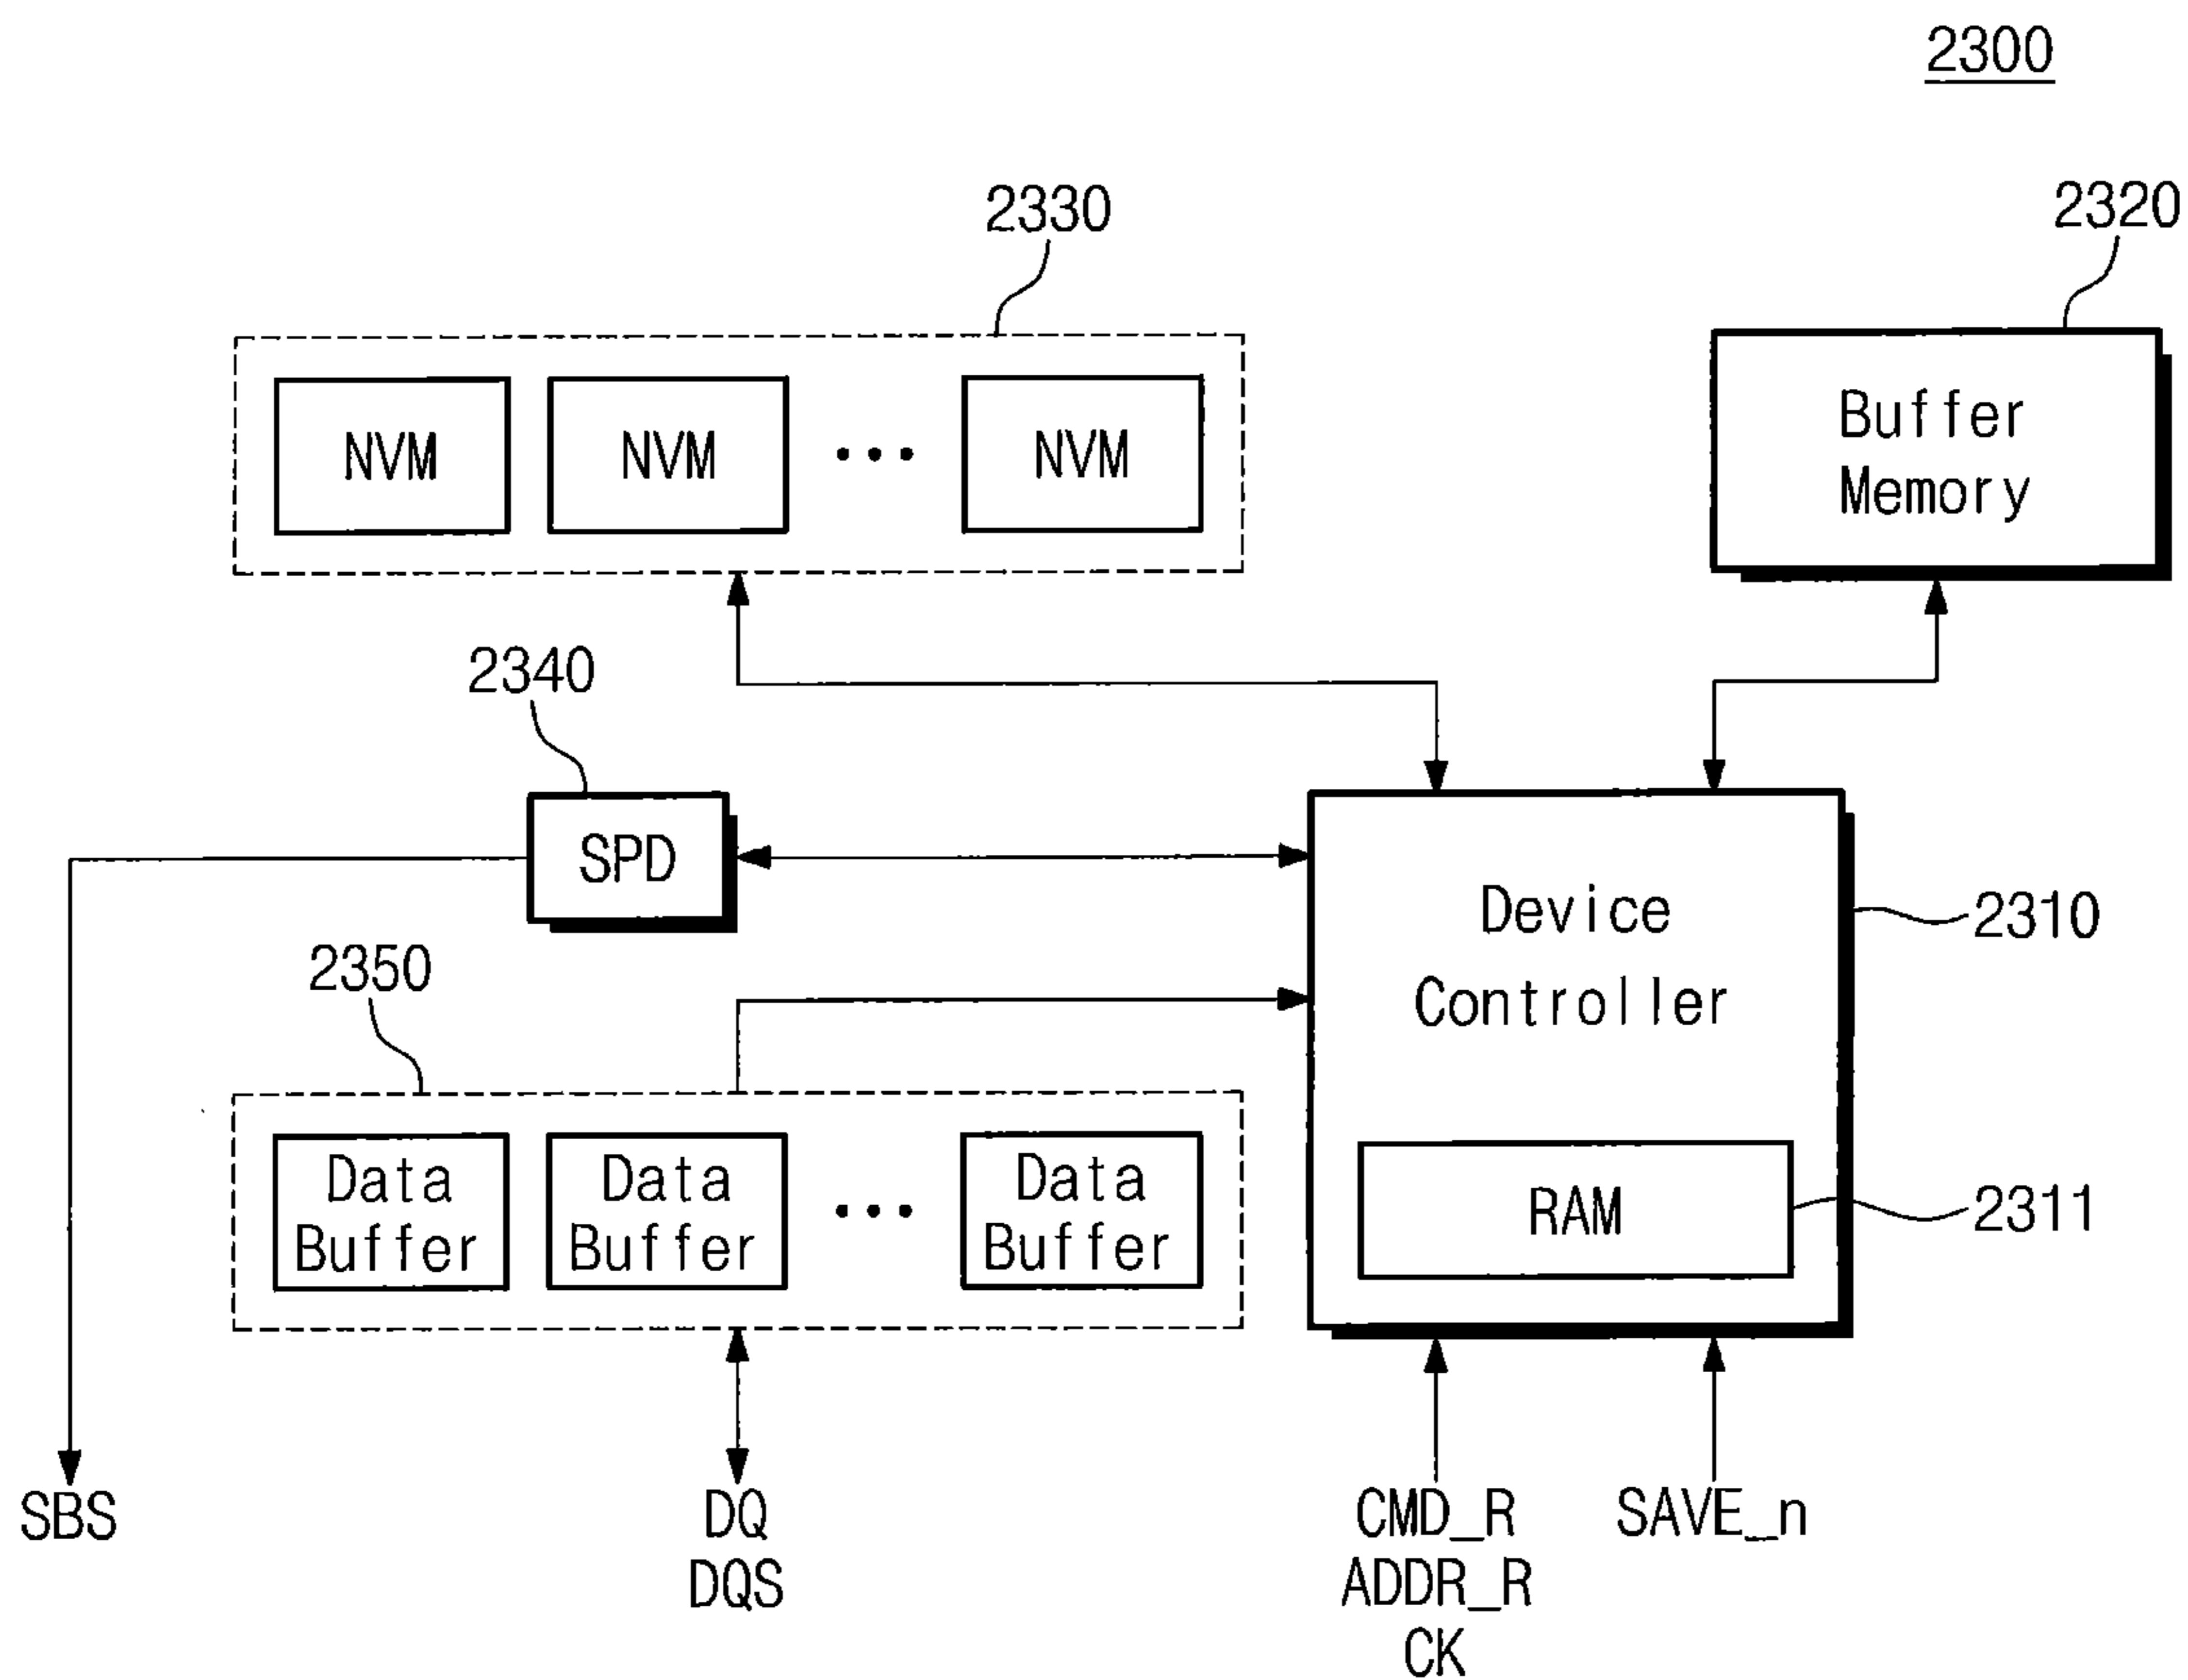 2300
2330
2320
NVM
NVM
NVM
Buffer
Memory
2340
SPD
Device
Controller
2310
2350
Data
Buffer
Data
Buffer
Data
Buffer
RAM
2311
SBS
DQ
DQS
CMD_R
ADDR_R
CK
SAVE_n